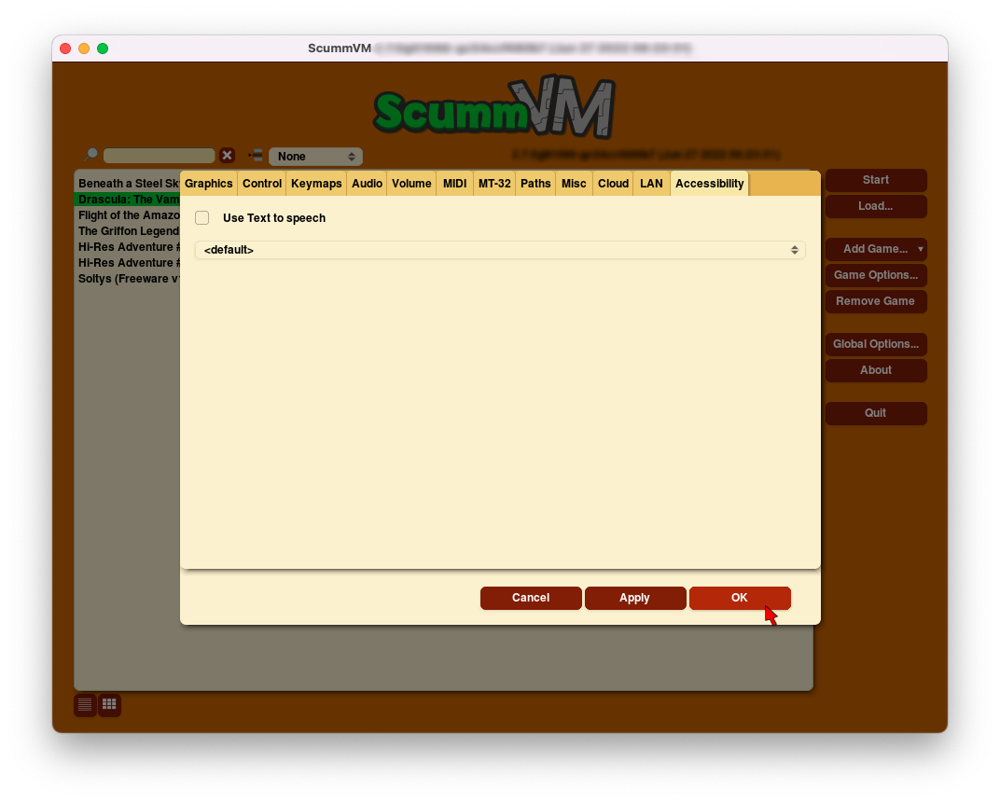 ScummVM
ScummVM
None
Beneath a Steel Sk
Drascula: The Vam
Flight of the Amazo
The Griffon Legend
Hi-Res Adventure #
Hi-Res Adventure #
Soltys (Freeware v
Graphics Control Keymaps Audio Volume MIDI MT-32 Paths Misc Cloud LAN Accessibility
Use Text to speech
<default>
Cancel Apply OK
Start
Load...
Add Game...
Game Options...
Remove Game
Global Options...
About
Quit